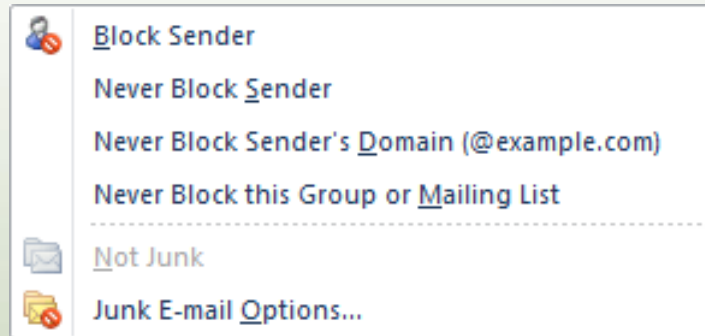 Block Sender
Never Block Sender
Never Block Sender's Domain (@example.com)
Never Block this Group or Mailing List
Not Junk
Junk E-mail Options...